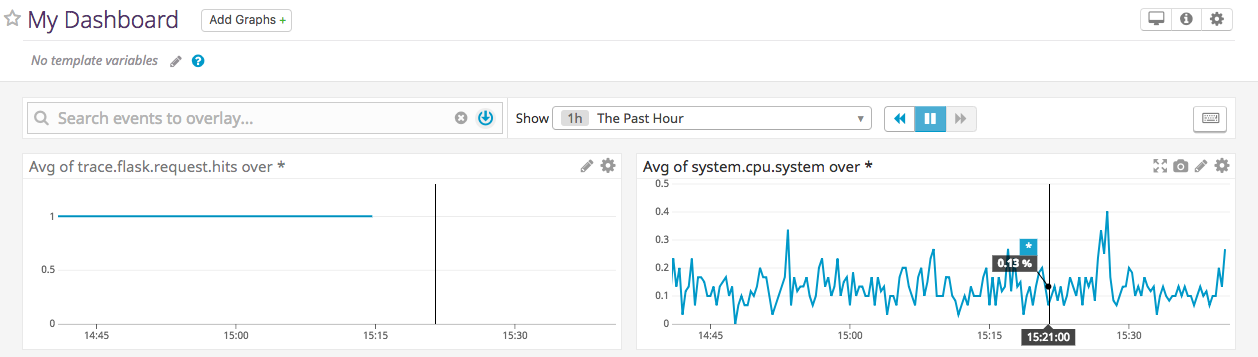 My Dashboard
Add Graphs +
No template variables
?
Search events to overlay...
Show 1h The Past Hour
Avg of trace.flask.request.hits over *
1
0.5
0
14:45 15:00 15:15 15:30
Avg of system.cpu.system over *
0.5
0.4
0.3
0.2
0.1
0
*
0.13 %
14:45 15:00 15:15 15:21:00 15:30